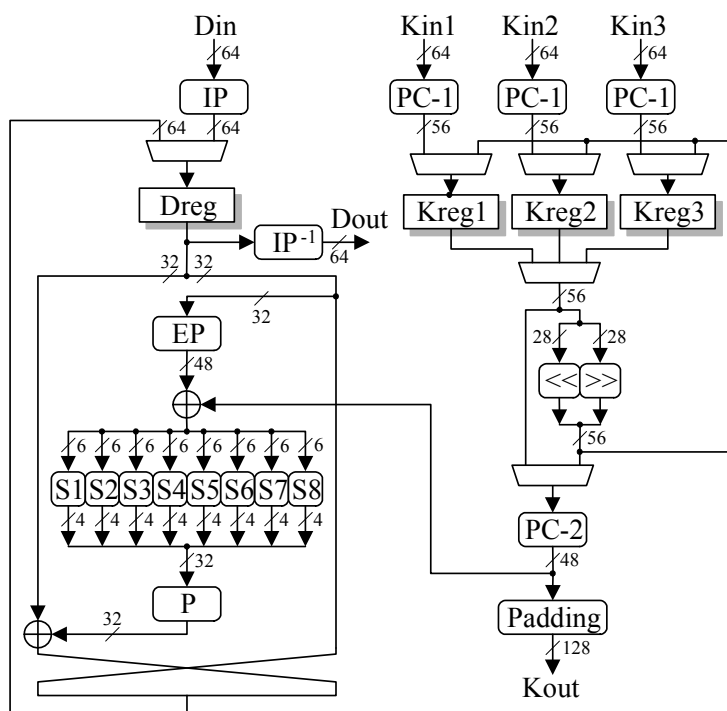 Din Kin1 Kin2 Kin3
64 64 64 64
IP PC-1 PC-1 PC-1
64 64 56 56 56
Dreg Kreg1 Kreg2 Kreg3
IP-1 Dout
64
32 32 56
32
EP 28 28
48 << >>
56
6 6 6 6 6 6 6 6
S1 S2 S3 S4 S5 S6 S7 S8
4 4 4 4 4 4 4 4
PC-2
32 48
P Padding
32 128
Kout